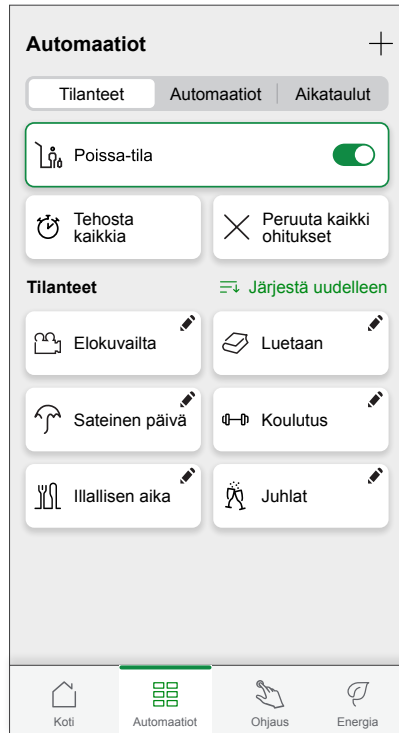 Automaatiot
Tilanteet
Automaatiot
Aikataulut
Poissa-tila
Tehosta
kaikkia
Peruuta kaikki
ohitukset
Tilanteet
Järjestä uudelleen
Elokuvailta
Luetaan
Sateinen päivä
Koulutus
Illallisen aika
Juhlat
Koti
Automaatiot
Ohjaus
Energia